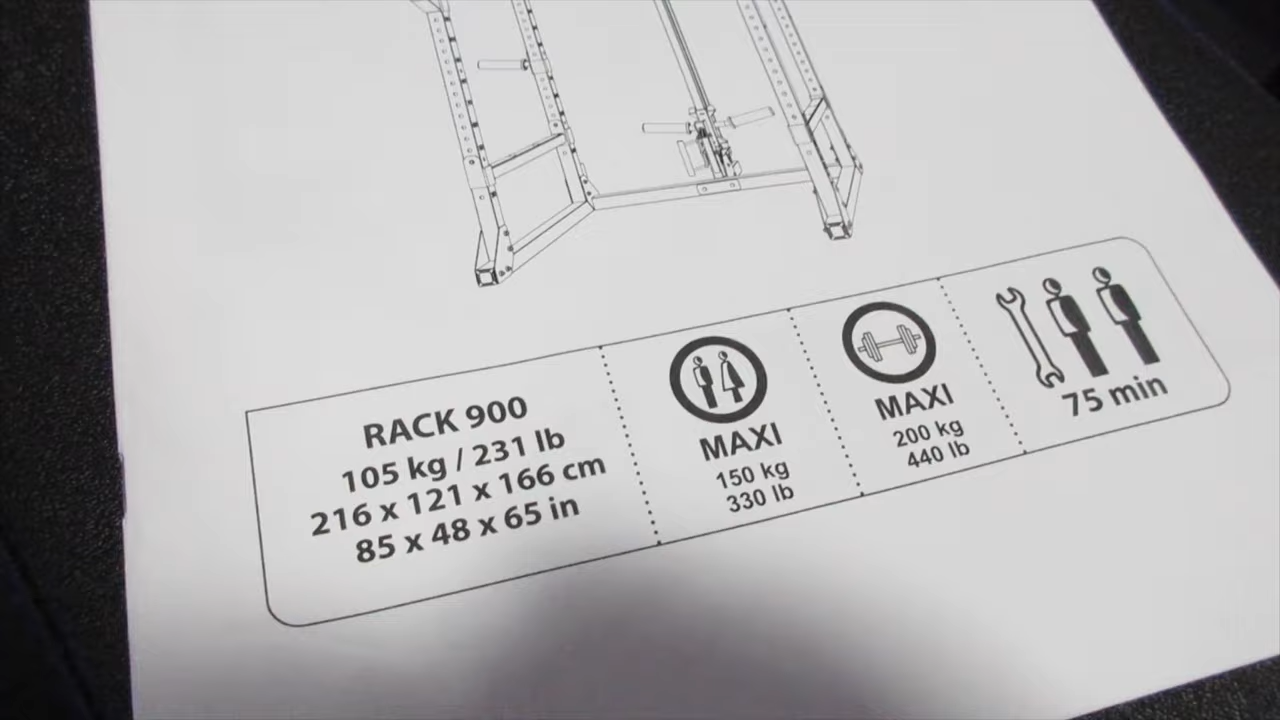 RACK 900
105 kg / 231 lb
216 x 121 x 166 cm
85 x 48 x 65 in
MAXI
150 kg
330 lb
MAXI
200 kg
440 lb
75 min